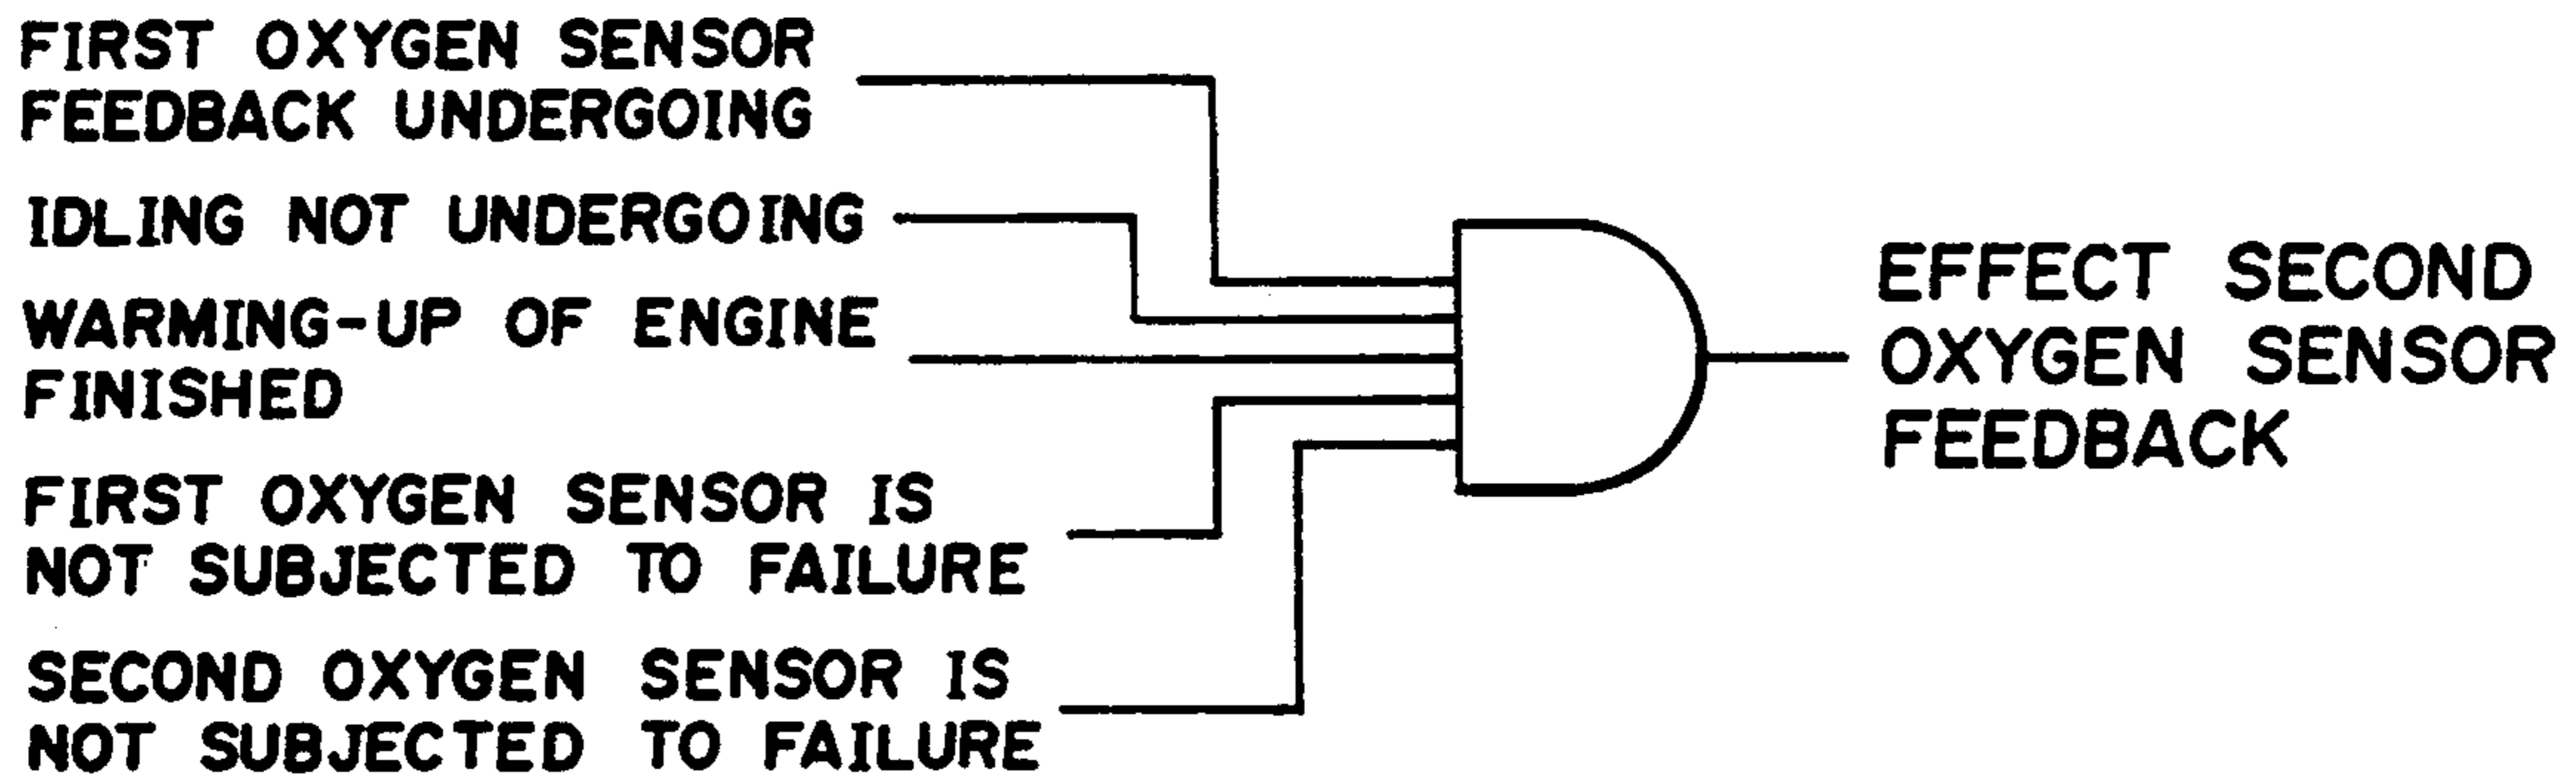 FIRST OXYGEN SENSOR
FEEDBACK UNDERGOING
IDLING NOT UNDERGOING
WARMING-UP OF ENGINE
FINISHED
FIRST OXYGEN SENSOR IS
NOT SUBJECTED TO FAILURE
SECOND OXYGEN SENSOR IS
NOT SUBJECTED TO FAILURE
EFFECT SECOND
OXYGEN SENSOR
FEEDBACK